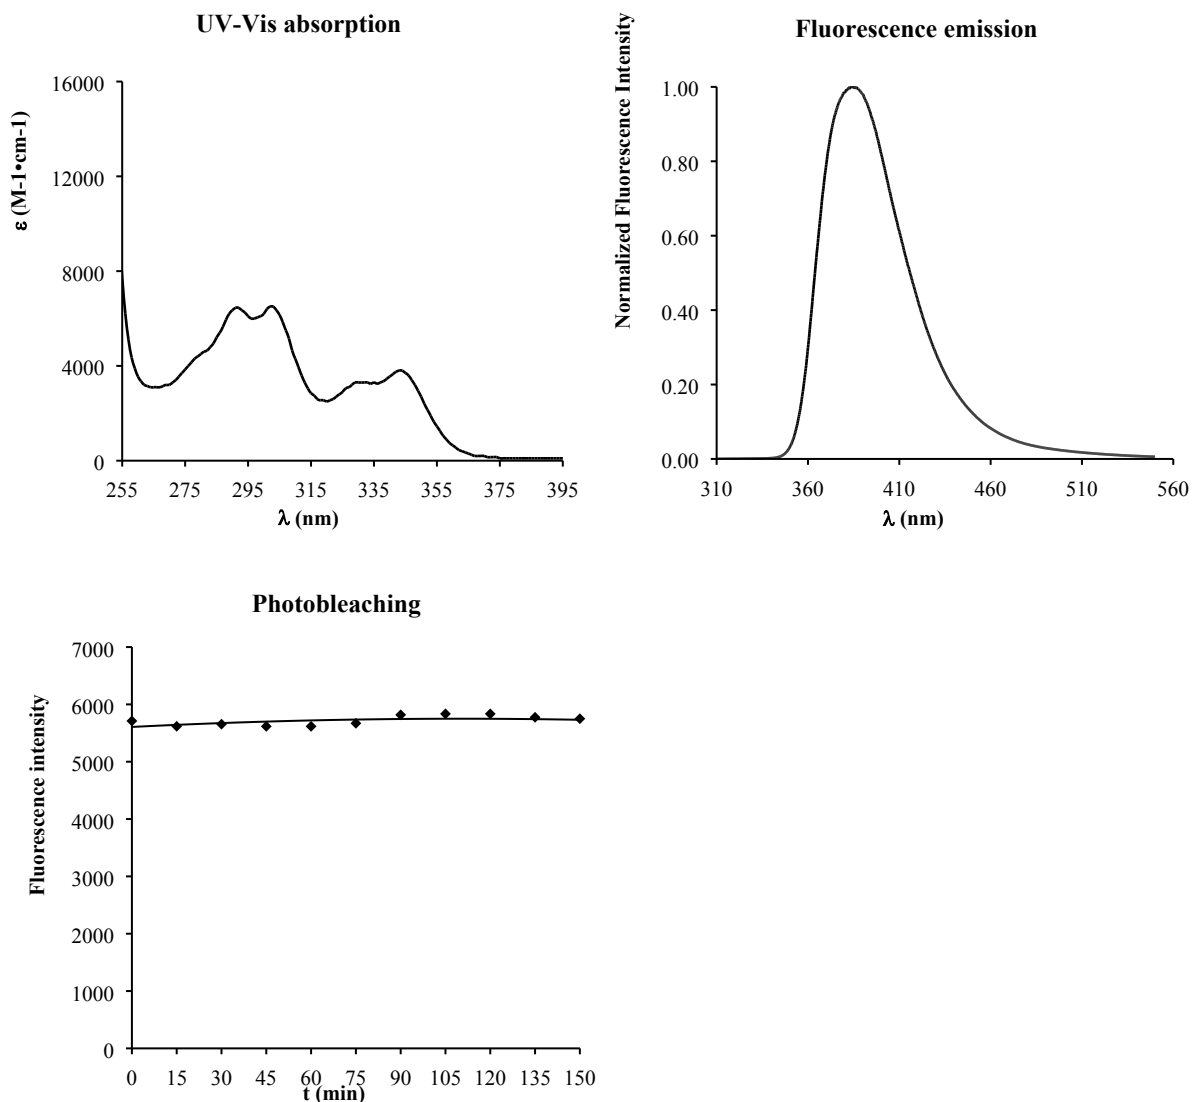 UV-Vis absorption
ε (M-1•cm-1)
16000
12000
8000
4000
0
255 275 295 315 335 355 375 395
λ (nm)
Fluorescence emission
Normalized Fluorescence Intensity
1.00
0.80
0.60
0.40
0.20
0.00
310 360 410 460 510 560
λ (nm)
Photobleaching
Fluorescence intensity
7000
6000
5000
4000
3000
2000
1000
0
0 15 30 45 60 75 90 105 120 135 150
t (min)